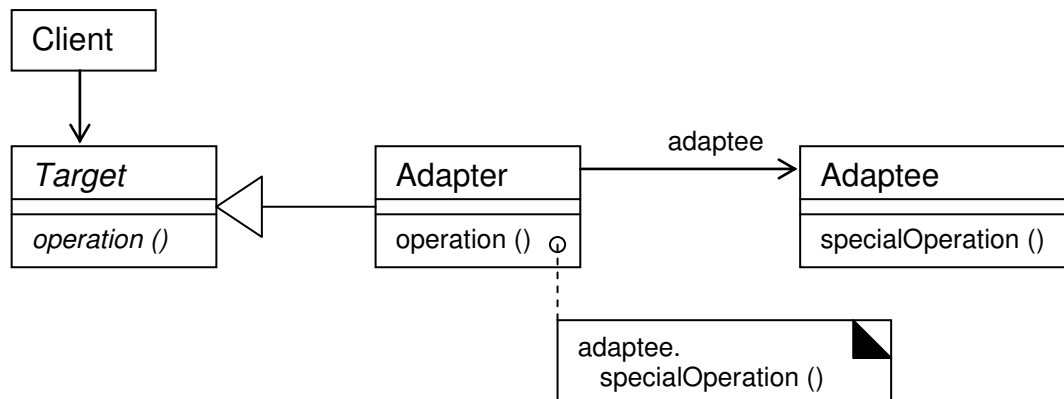 Client
adaptee
Target
Adapter
Adaptee
operation ()
operation ()
specialOperation ()
adaptee.
specialOperation ()